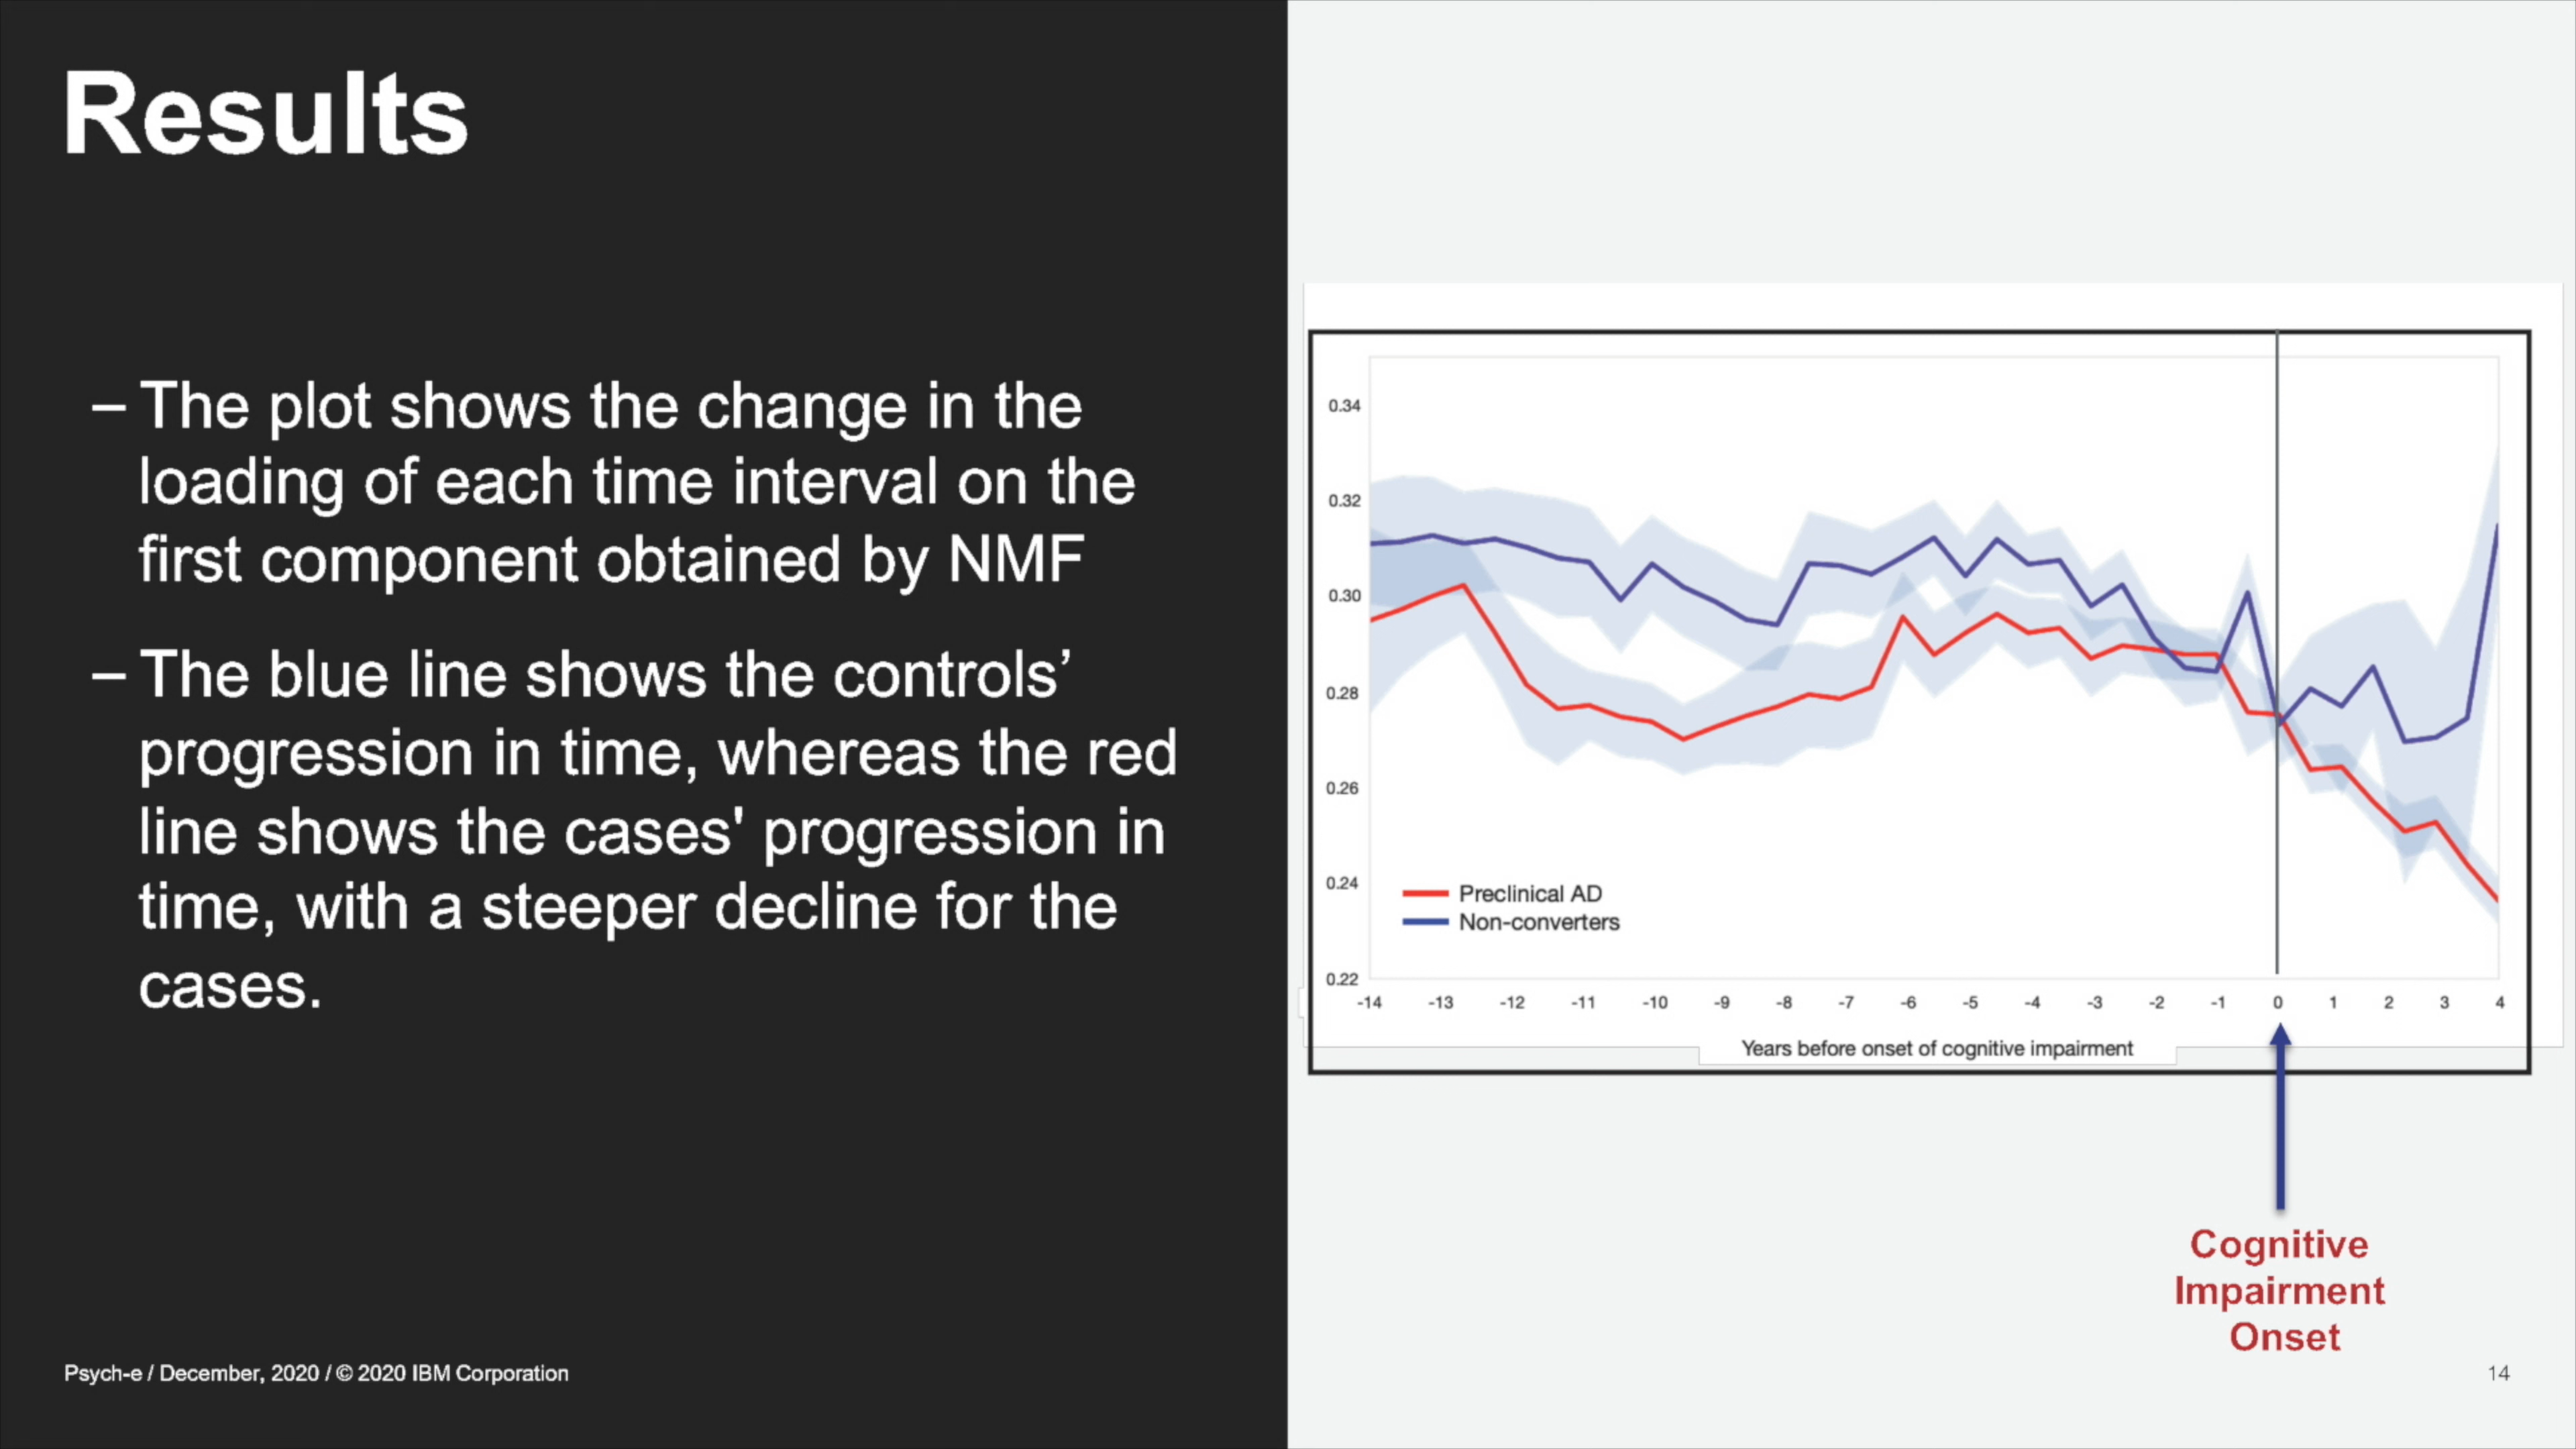 Results
– The plot shows the change in the
loading of each time interval on the
first component obtained by NMF
– The blue line shows the controls’
progression in time, whereas the red
line shows the cases' progression in
time, with a steeper decline for the
cases.
0.34
0.32
0.30
0.28
0.26
0.24
0.22
Preclinical AD
Non-converters
-14 -13 -12 -11 -10 -9 -8 -7 -6 -5 -4 -3 -2 -1 0 1 2 3 4
Years before onset of cognitive impairment
Cognitive
Impairment
Onset
Psych-e / December, 2020 / © 2020 IBM Corporation
14